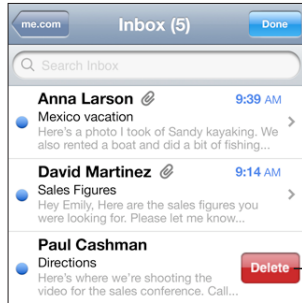 me.com Inbox (5) Done
Search Inbox
Anna Larson 9:39 AM
Mexico vacation
Here's a photo I took of Sandy kayaking. We
also rented a boat and did a bit of fishing...
David Martinez 9:14 AM
Sales Figures
Hey Emily, Here are the sales figures you
were looking for. Please let me know...
Paul Cashman
Directions
Delete
Here's where we're shooting the
video for the sales conference. Call...